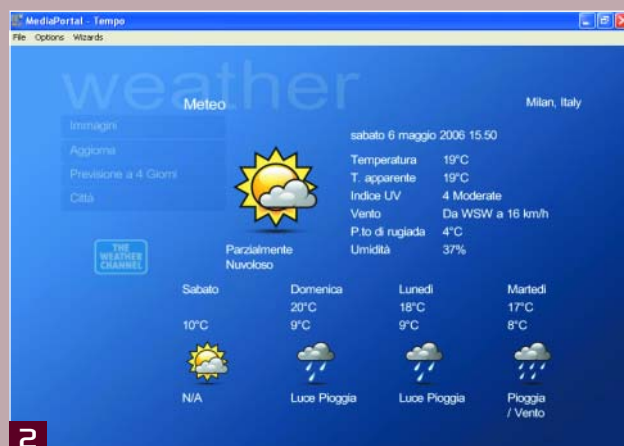 MediaPortal - Tempo
File Options Wizards
weather
Meteo
Milan, Italy
Immagini
Aggiorna
Previsione a 4 Giorni
Città
sabato 6 maggio 2006 15.50
Temperatura 19°C
T. apparente 19°C
Indice UV 4 Moderate
Vento Da WSW a 16 km/h
P.to di rugiada 4°C
Umidità 37%
THE
WEATHER
CHANNEL
Parzialmente
Nuvoloso
Sabato Domenica Lunedì Martedì
20°C 18°C 17°C
10°C 9°C 9°C 8°C
N/A Luce Pioggia Luce Pioggia Pioggia
/ Vento
2